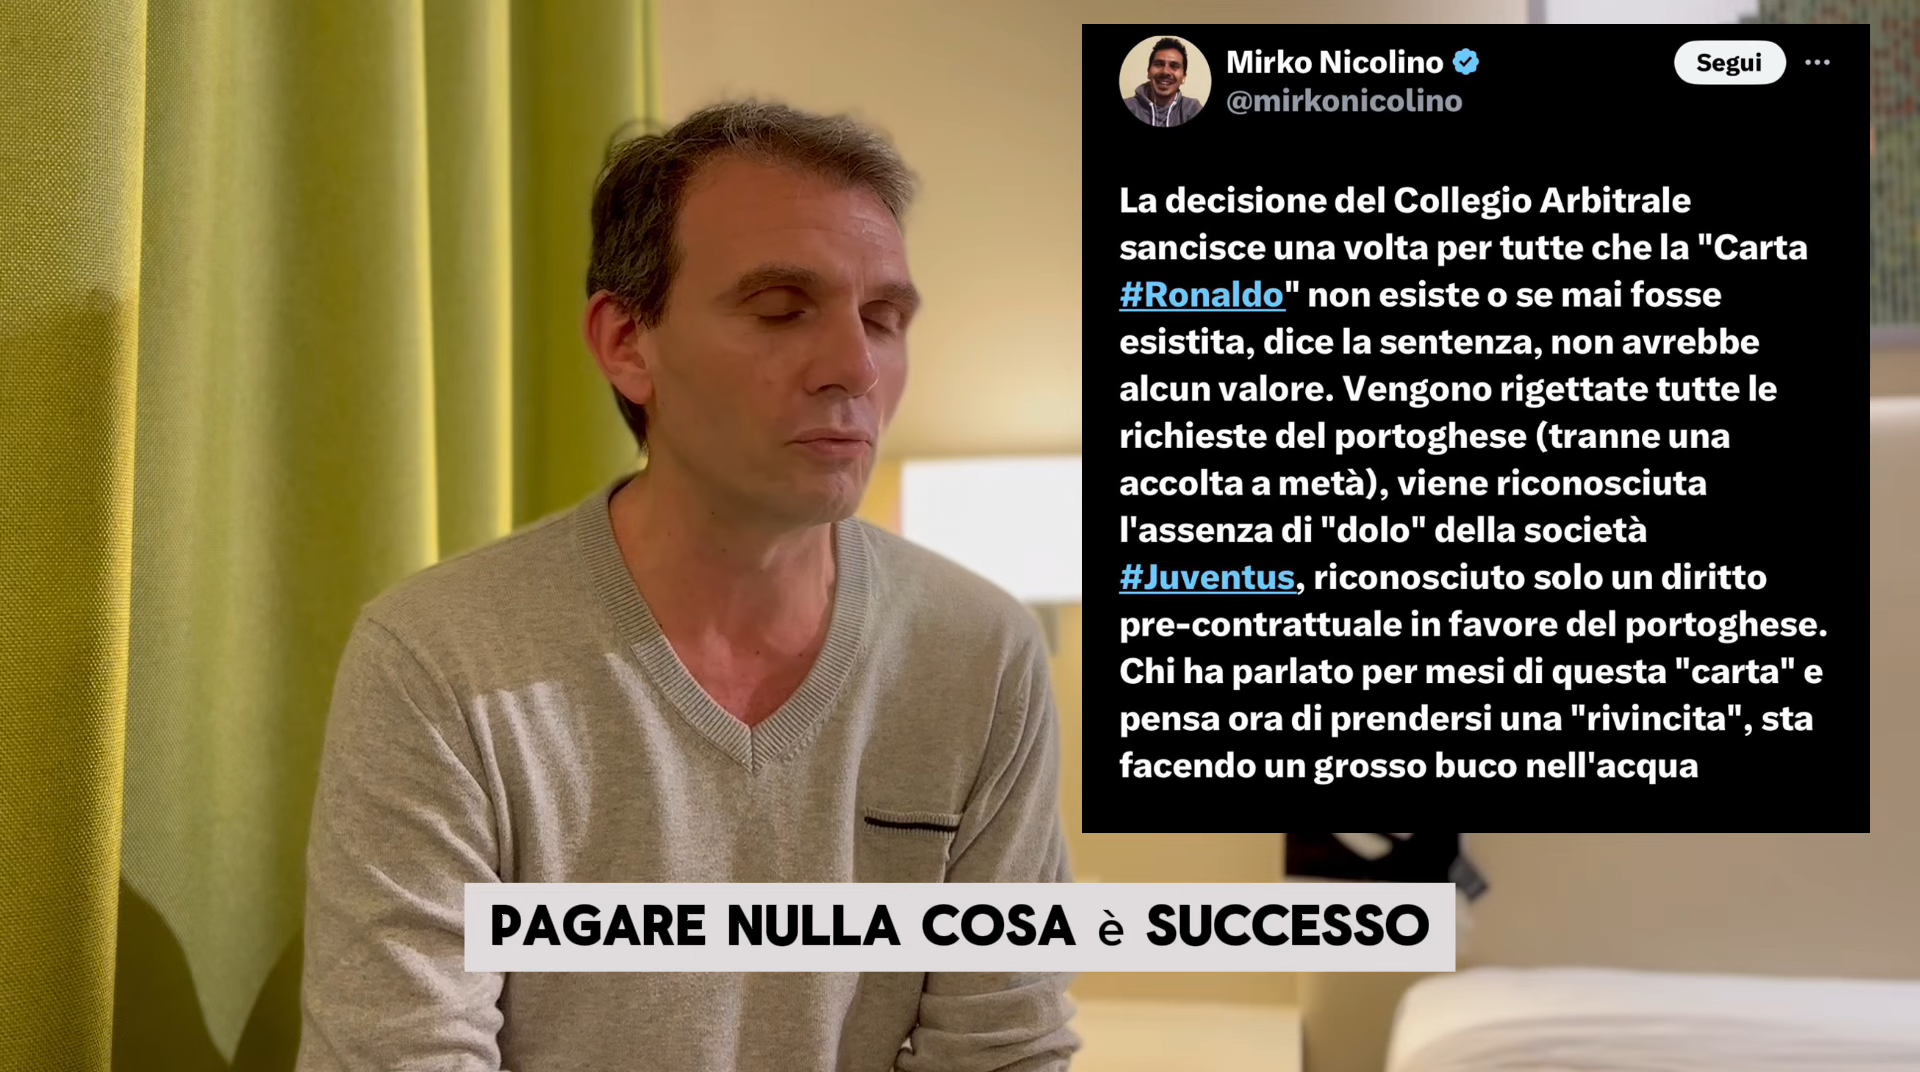 Mirko Nicolino
@mirkonicolino
Segui
La decisione del Collegio Arbitrale
sancisce una volta per tutte che la "Carta
#Ronaldo" non esiste o se mai fosse
esistita, dice la sentenza, non avrebbe
alcun valore. Vengono rigettate tutte le
richieste del portoghese (tranne una
accolta a metà), viene riconosciuta
l'assenza di "dolo" della società
#Juventus, riconosciuto solo un diritto
pre-contrattuale in favore del portoghese.
Chi ha parlato per mesi di questa "carta" e
pensa ora di prendersi una "rivincita", sta
facendo un grosso buco nell'acqua
PAGARE NULLA COSA è SUCCESSO